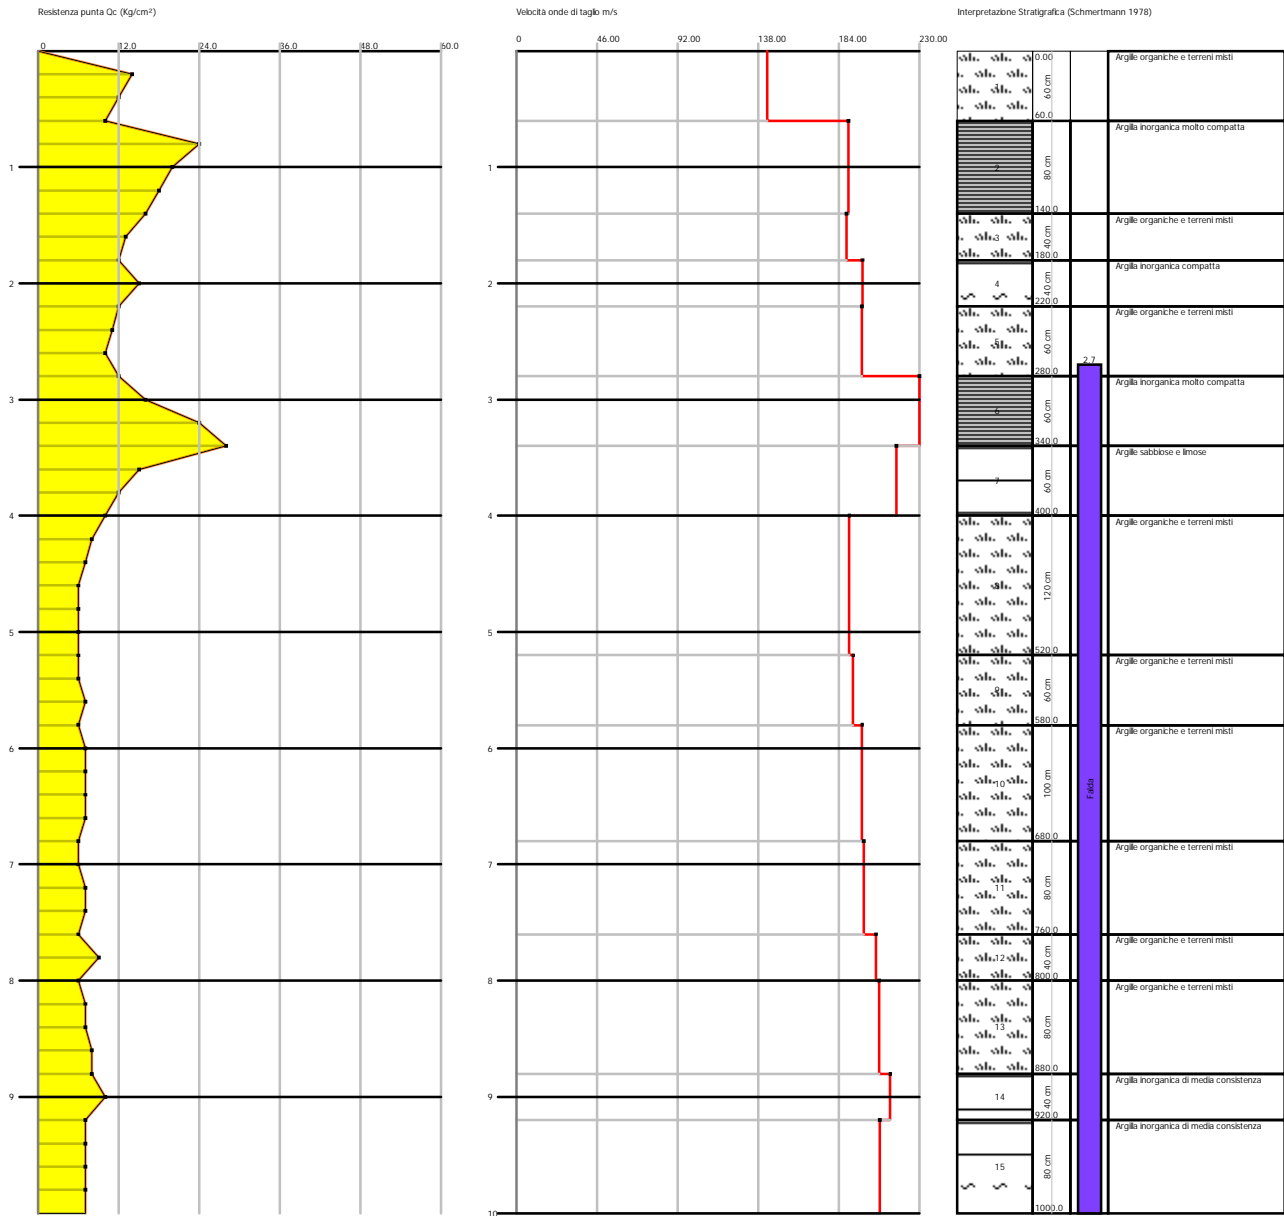 Resistenza punta Qc (Kg/cm²)
Velocità onde di taglio m/s
Interpretazione Stratigrafica (Schmertmann 1978)
0 12.0 24.0 36.0 48.0 60.0
0 46.00 92.00 138.00 184.00 230.00
0.00
1
60 cm
Argille organiche e terreni misti
60.0
2
80 cm
Argilla inorganica molto compatta
1
1
140.0
3
40 cm
Argille organiche e terreni misti
180.0
4
40 cm
Argilla inorganica compatta
2
2
220.0
5
60 cm
Argille organiche e terreni misti
2.7
280.0
6
60 cm
Argilla inorganica molto compatta
3
3
340.0
7
60 cm
Argille sabbiose e limose
400.0
4
4
8
120 cm
Argille organiche e terreni misti
5
5
520.0
9
60 cm
Argille organiche e terreni misti
580.0
6
6
10
100 cm
Argille organiche e terreni misti
Falda
680.0
7
7
11
80 cm
Argille organiche e terreni misti
760.0
12
40 cm
Argille organiche e terreni misti
800.0
8
8
13
80 cm
Argille organiche e terreni misti
880.0
14
40 cm
Argilla inorganica di media consistenza
9
9
920.0
15
80 cm
Argilla inorganica di media consistenza
1000.0
10